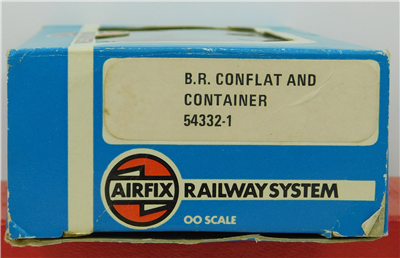 B.R. CONFLAT AND
CONTAINER
54332-1
AIRFIX RAILWAY SYSTEM
OO SCALE